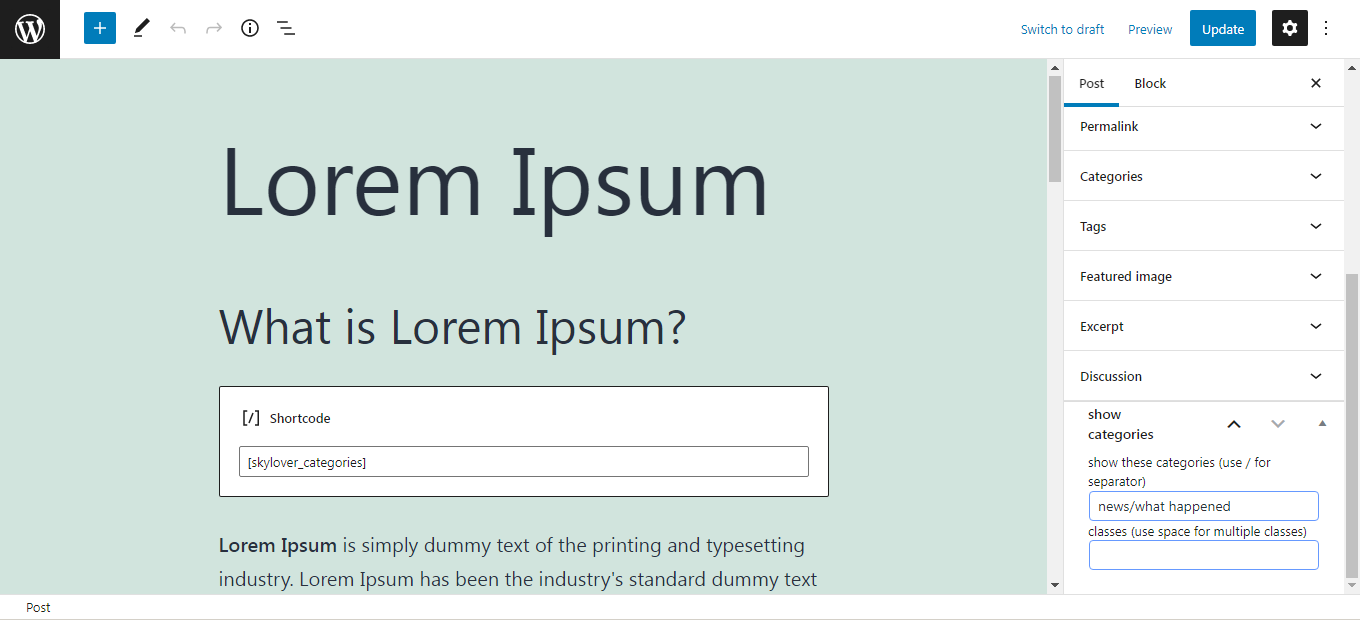 Switch to draft Preview Update
Post Block
Permalink
Categories
Tags
Featured image
Excerpt
Discussion
show
categories
show these categories (use / for
separator)
news/what happened
classes (use space for multiple classes)
Lorem Ipsum
What is Lorem Ipsum?
[/] Shortcode
[skylover_categories]
Lorem Ipsum is simply dummy text of the printing and typesetting
industry. Lorem Ipsum has been the industry's standard dummy text
Post